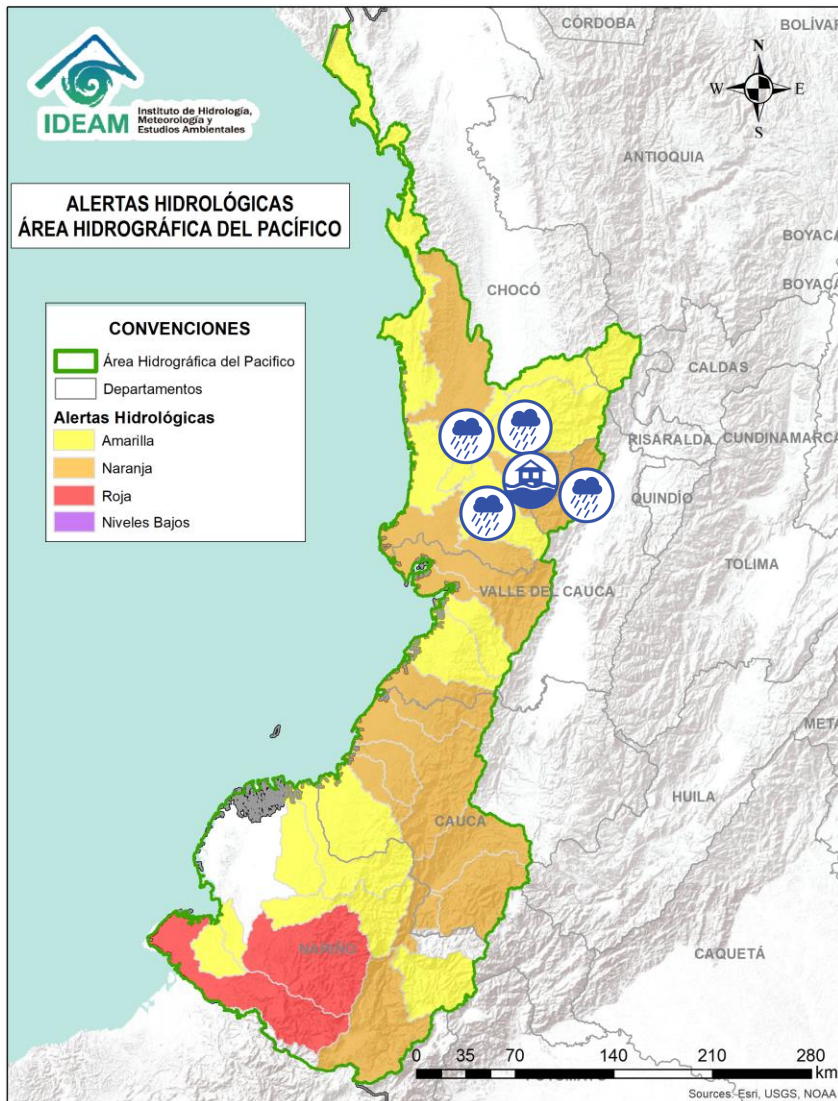 CÓRDOBA
BOLÍVAR
N
W
E
S
IDEAM
Instituto de Hidrología,
Meteorología y
Estudios Ambientales
ANTIOQUIA
ALERTAS HIDROLÓGICAS
ÁREA HIDROGRÁFICA DEL PACÍFICO
BOYACÁ
BOYACÁ
CHOCÓ
CONVENCIONES
Área Hidrográfica del Pacifico
Departamentos
Alertas Hidrológicas
Amarilla
Naranja
Roja
Niveles Bajos
CALDAS
RISARALDA
CUNDINAMARCA
QUINDÍO
TOLIMA
VALLE DEL CAUCA
META
HUILA
CAUCA
NARIÑO
CAQUETÁ
0 35 70 140 210 280
km
Sources: Esri, USGS, NOAA